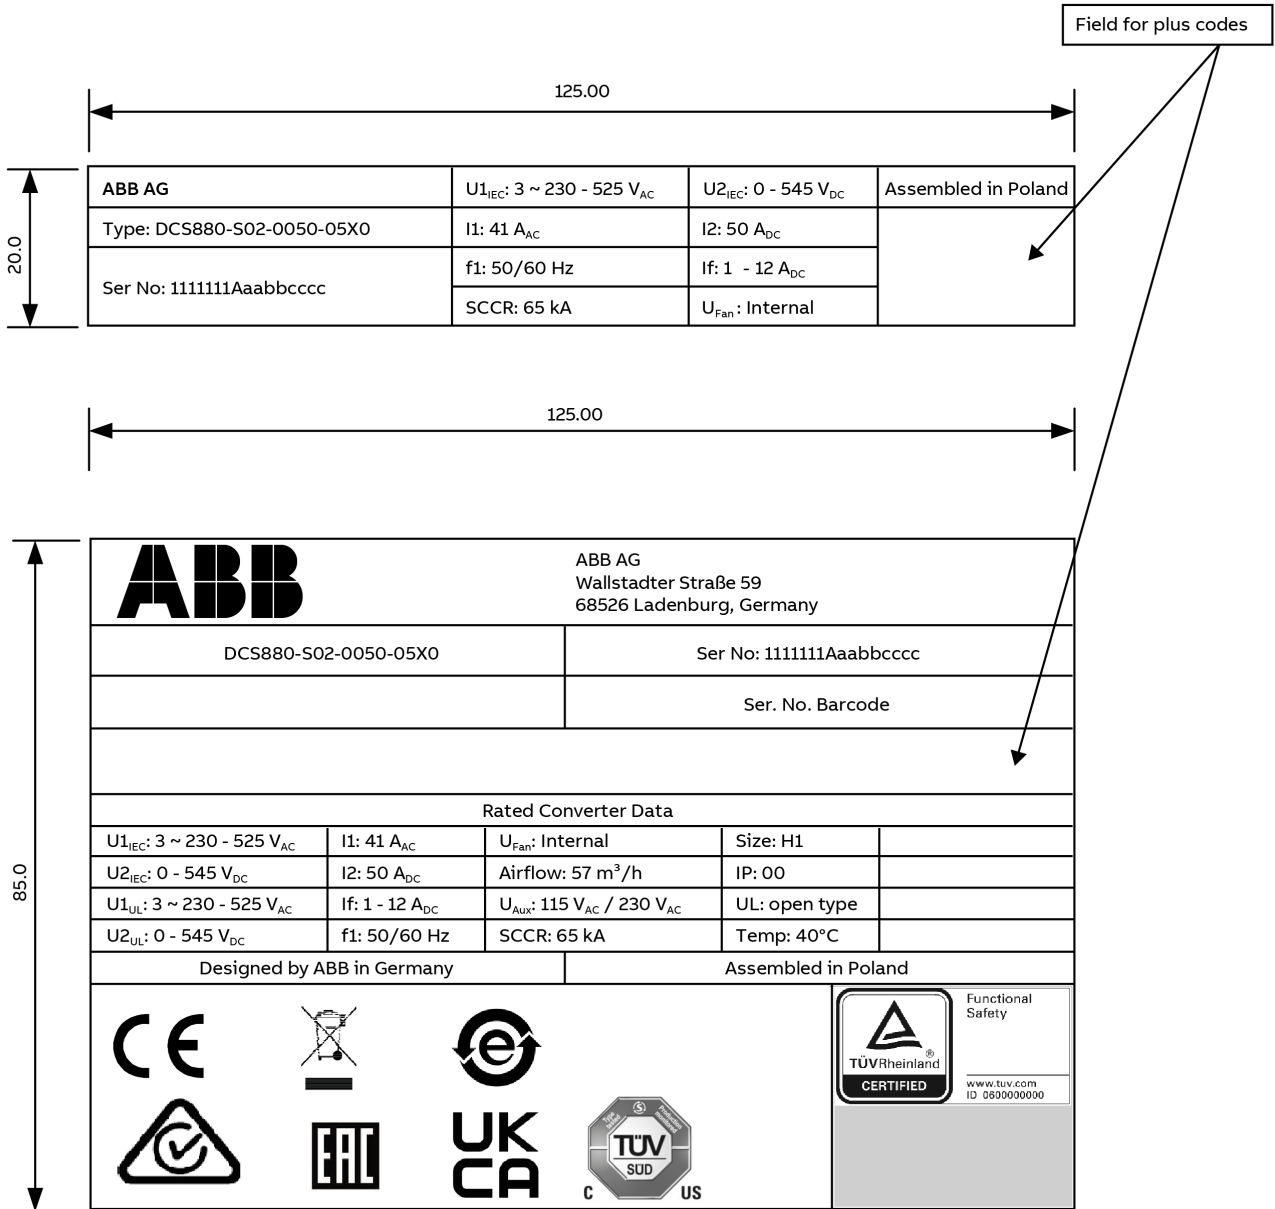 Field for plus codes
125.00
20.0
ABB AG
U1IEC: 3 ~ 230 - 525 VAC
U2IEC: 0 - 545 VDC
Assembled in Poland
Type: DCS880-S02-0050-05X0
I1: 41 AAC
I2: 50 ADC
Ser No: 1111111Aaabbcccc
f1: 50/60 Hz
If: 1 - 12 ADC
SCCR: 65 kA
UFan : Internal
125.00
85.0
ABB
ABB AG
Wallstadter Straße 59
68526 Ladenburg, Germany
DCS880-S02-0050-05X0
Ser No: 1111111Aaabbcccc
Ser. No. Barcode
Rated Converter Data
U1IEC: 3 ~ 230 - 525 VAC
I1: 41 AAC
UFan: Internal
Size: H1
U2IEC: 0 - 545 VDC
I2: 50 ADC
Airflow: 57 m³/h
IP: 00
U1UL: 3 ~ 230 - 525 VAC
If: 1 - 12 ADC
UAux: 115 VAC / 230 VAC
UL: open type
U2UL: 0 - 545 VDC
f1: 50/60 Hz
SCCR: 65 kA
Temp: 40°C
Designed by ABB in Germany
Assembled in Poland
CE
e
TÜVRheinland®
CERTIFIED
Functional
Safety
www.tuv.com
ID 0600000000
EAC
UK
CA
Type tested
S
Production monitored
TÜV
SÜD
C
US